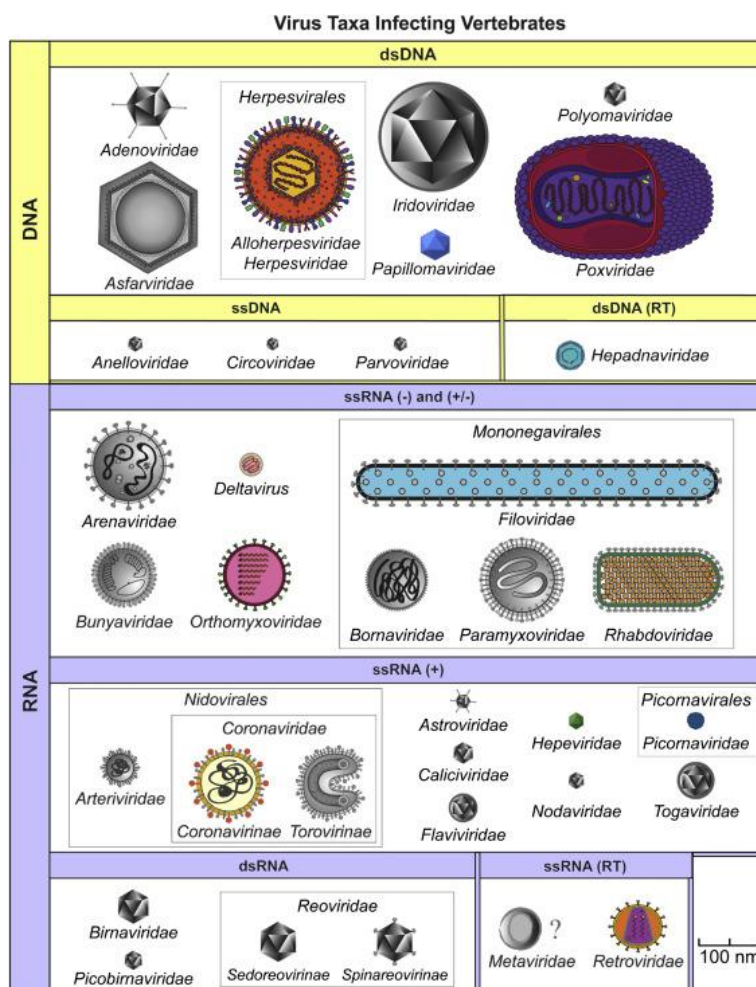 Virus Taxa Infecting Vertebrates
DNA
dsDNA
Adenoviridae
Herpesvirales
Alloherpesviridae
Herpesviridae
Iridoviridae
Polyomaviridae
Asfarviridae
Papillomaviridae
Poxviridae
ssDNA
Anelloviridae
Circoviridae
Parvoviridae
dsDNA (RT)
Hepadnaviridae
RNA
ssRNA (-) and (+/-)
Arenaviridae
Deltavirus
Mononegavirales
Filoviridae
Bunyaviridae
Orthomyxoviridae
Bornaviridae
Paramyxoviridae
Rhabdoviridae
ssRNA (+)
Nidovirales
Arteriviridae
Coronaviridae
Coronavirinae
Torovirinae
Astroviridae
Caliciviridae
Flaviviridae
Hepeviridae
Nodaviridae
Picornavirales
Picornaviridae
Togaviridae
dsRNA
Birnaviridae
Picobirnaviridae
Reoviridae
Sedoreovirinae
Spinareovirinae
ssRNA (RT)
?
Metaviridae
Retroviridae
100 nm